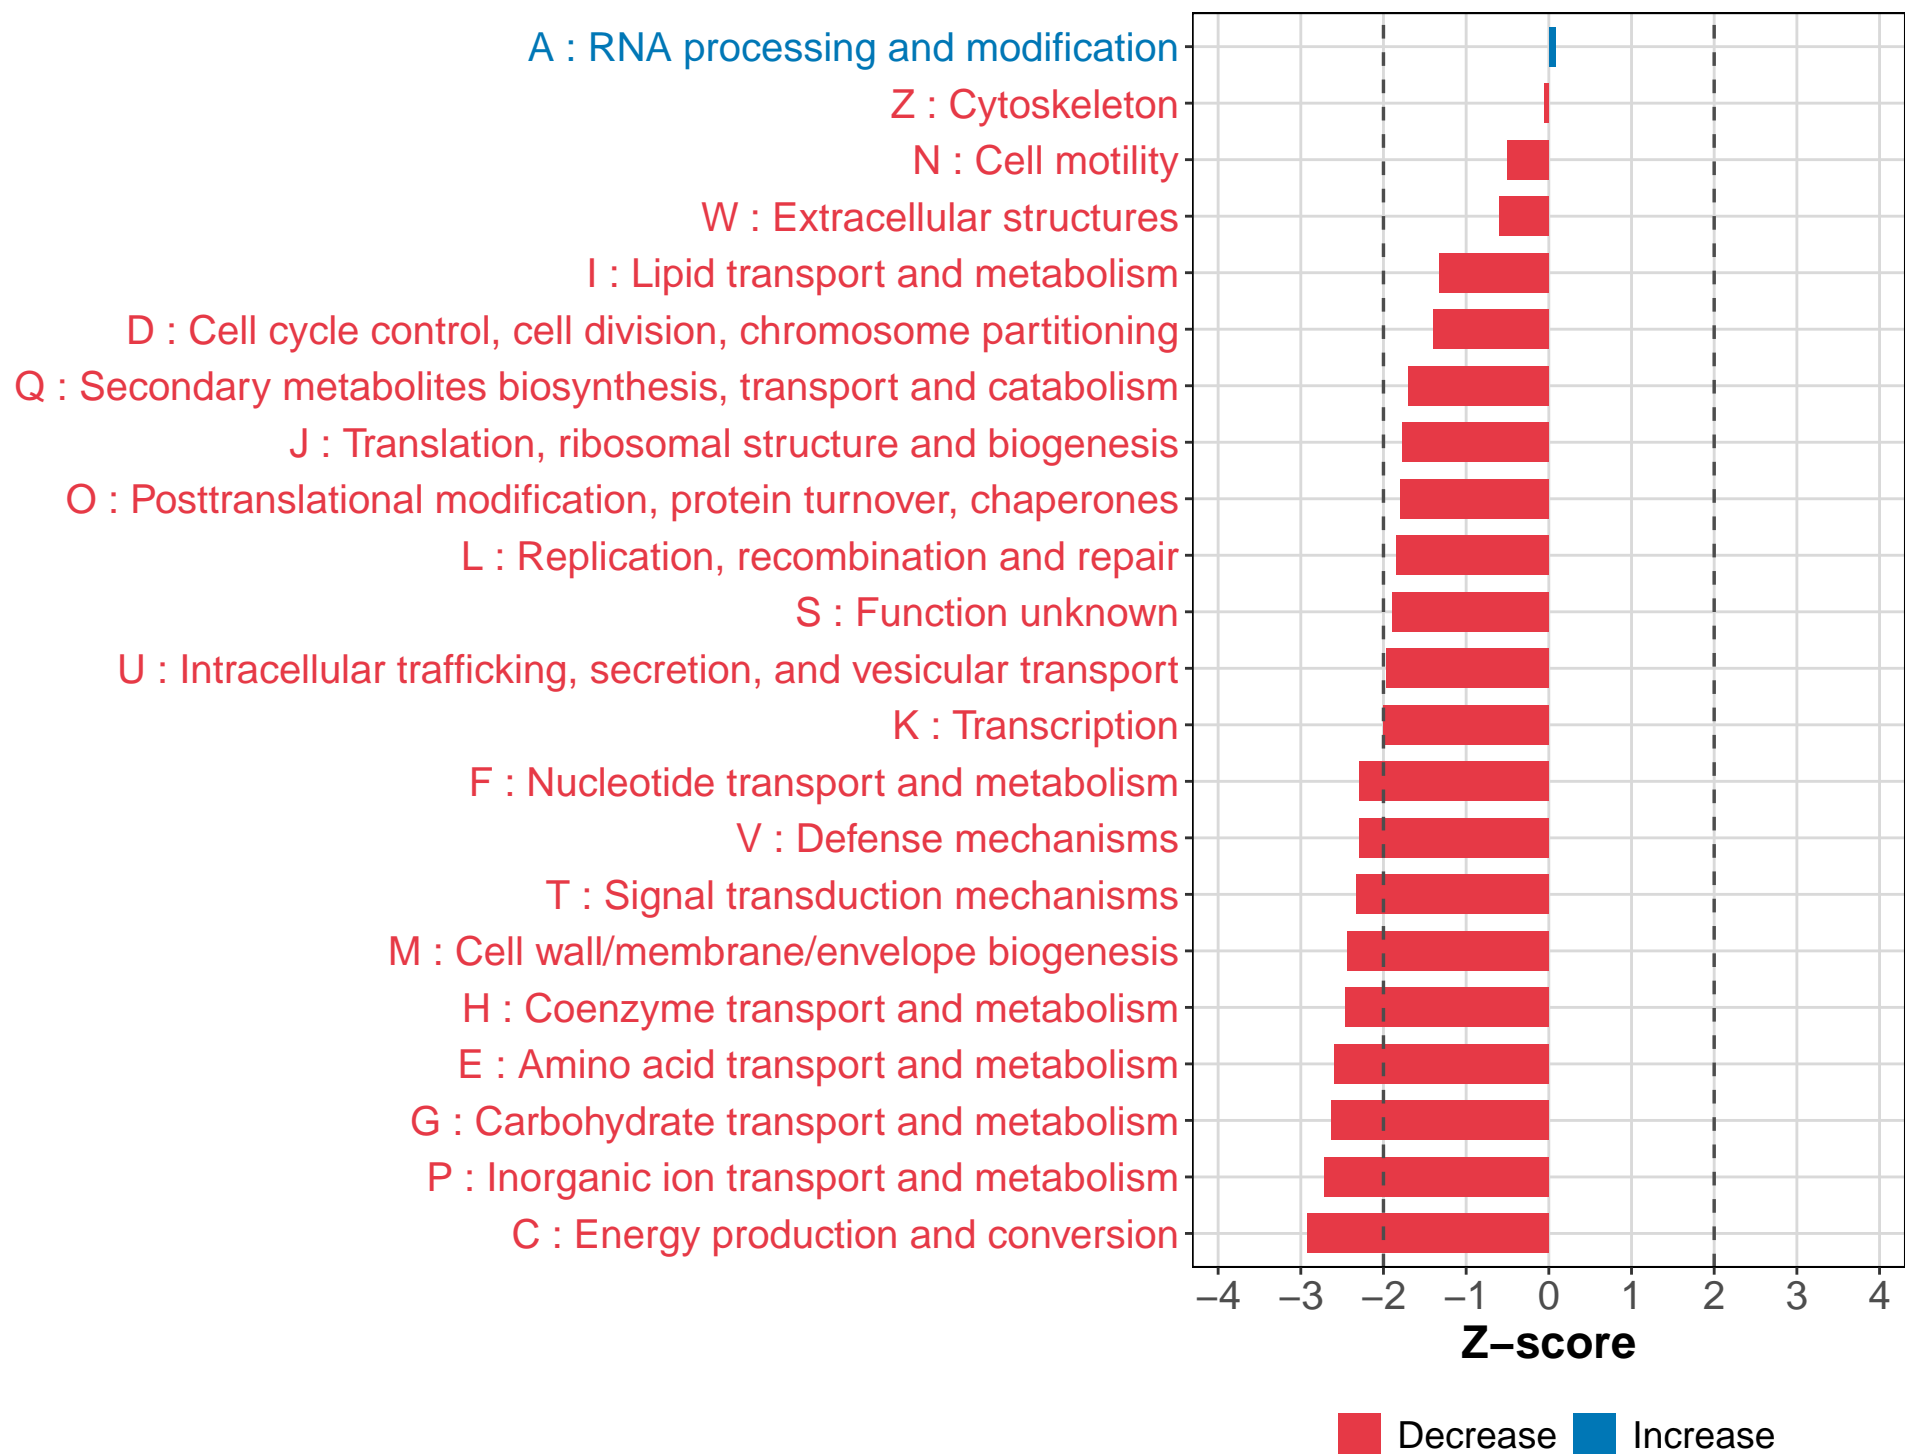 A : RNA processing and modification
Z : Cytoskeleton
N : Cell motility
W : Extracellular structures
I : Lipid transport and metabolism
D : Cell cycle control, cell division, chromosome partitioning
Q : Secondary metabolites biosynthesis, transport and catabolism
J : Translation, ribosomal structure and biogenesis
O : Posttranslational modification, protein turnover, chaperones
L : Replication, recombination and repair
S : Function unknown
U : Intracellular trafficking, secretion, and vesicular transport
K : Transcription
F : Nucleotide transport and metabolism
V : Defense mechanisms
T : Signal transduction mechanisms
M : Cell wall/membrane/envelope biogenesis
H : Coenzyme transport and metabolism
E : Amino acid transport and metabolism
G : Carbohydrate transport and metabolism
P : Inorganic ion transport and metabolism
C : Energy production and conversion
−4 −3 −2 −1 0 1 2 3 4
Z−score
Decrease Increase